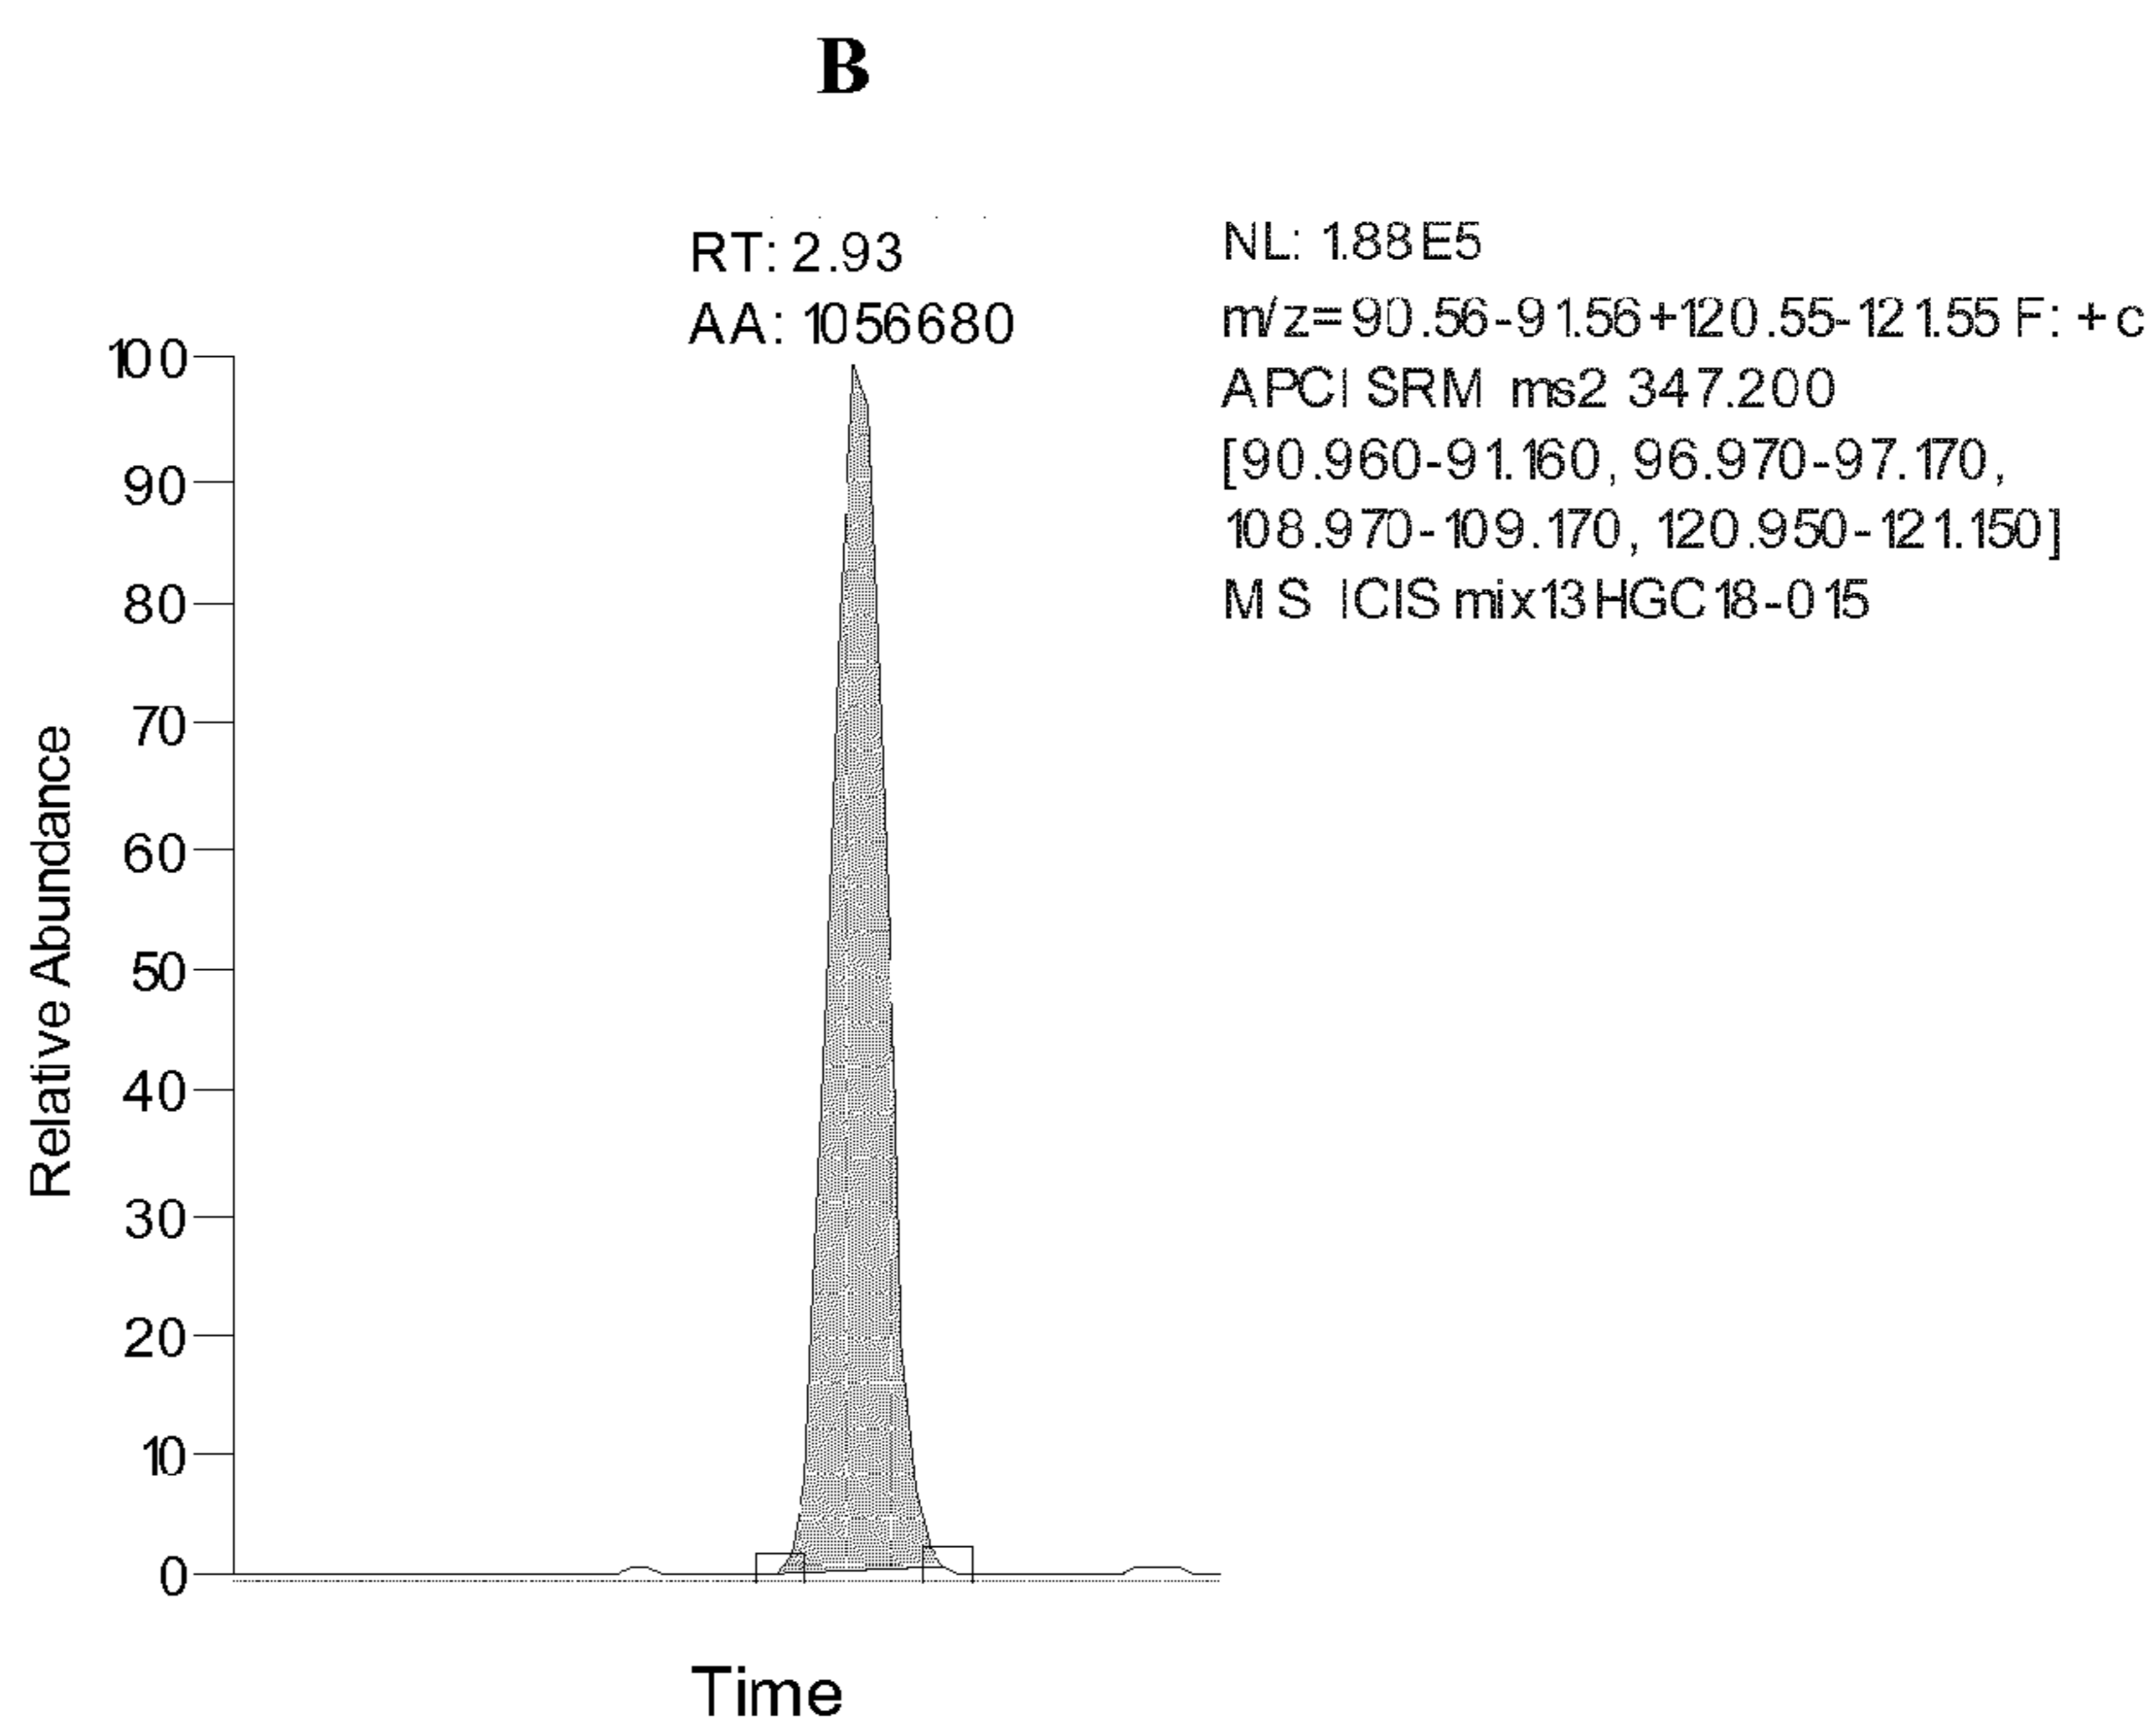 B
RT: 2.93
AA: 1056680
NL: 1.88E5
m/z=90.56-91.56+120.55-121.55 F: +c
APCI SRM ms2 347.200
[90.960-91.160, 96.970-97.170,
108.970-109.170, 120.950-121.150]
MS ICIS mix13HGC18-015
Relative Abundance
100
90
80
70
60
50
40
30
20
10
0
Time